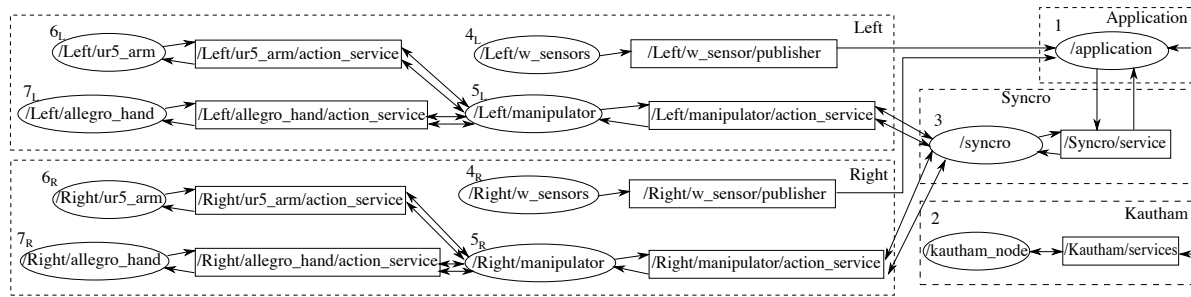 Left
6L
/Left/ur5_arm
/Left/ur5_arm/action_service
4L
/Left/w_sensors
/Left/w_sensor/publisher
7L
/Left/allegro_hand
/Left/allegro_hand/action_service
5L
/Left/manipulator
/Left/manipulator/action_service
Right
6R
/Right/ur5_arm
/Right/ur5_arm/action_service
4R
/Right/w_sensors
/Right/w_sensor/publisher
7R
/Right/allegro_hand
/Right/allegro_hand/action_service
5R
/Right/manipulator
/Right/manipulator/action_service
Application
1
/application
Syncro
3
/syncro
/Syncro/service
Kautham
2
/kautham_node
/Kautham/services